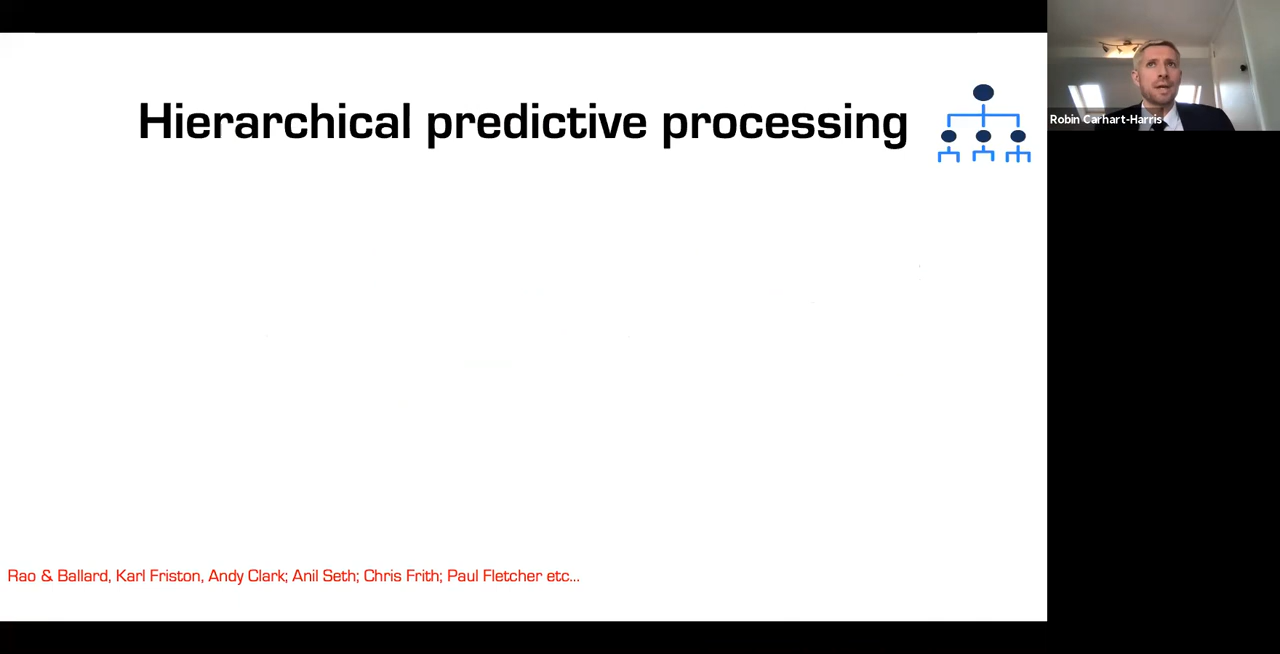 Hierarchical predictive processing
Robin Carhart-Harris
Rao & Ballard, Karl Friston, Andy Clark; Anil Seth; Chris Frith; Paul Fletcher etc...